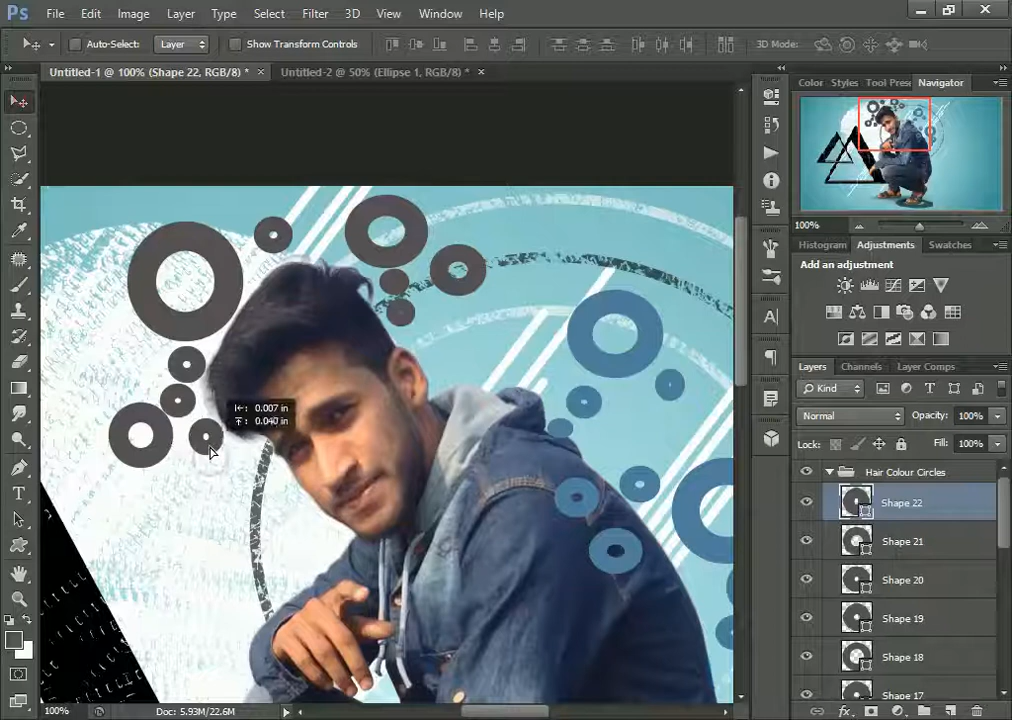 Ps File Edit Image Layer Type Select Filter 3D View Window Help
Auto-Select: Layer Show Transform Controls 3D Mode:
Untitled-1 @ 100% (Shape 22, RGB/8) * × Untitled-2 @ 50% (Ellipse 1, RGB/8) * ×
Color Styles Tool Prese Navigator
100%
Histogram Adjustments Swatches
Add an adjustment
Layers Channels Layer Comps
Kind
Normal Opacity: 100%
Lock: Fill: 100%
Hair Colour Circles
Shape 22
Shape 21
Shape 20
Shape 19
Shape 18
Shape 17
0.007 in
0.040 in
100% Doc: 5.93M/22.6M